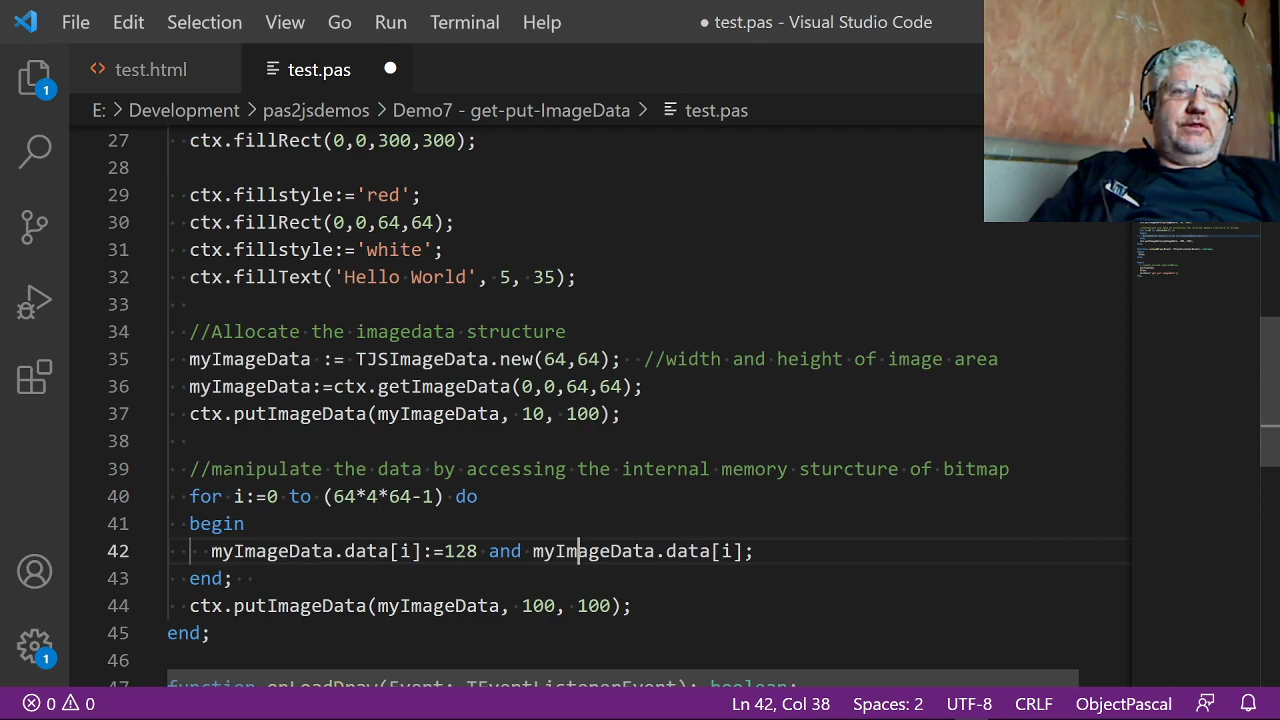 File Edit Selection View Go Run Terminal Help ● test.pas - Visual Studio Code
<> test.html test.pas ●
E: > Development > pas2jsdemos > Demo7 - get-put-ImageData > test.pas
1
27 ctx.fillRect(0,0,300,300);
28
29 ctx.fillstyle:='red';
30 ctx.fillRect(0,0,64,64);
31 ctx.fillstyle:='white';
32 ctx.fillText('Hello World', 5, 35);
33
34 //Allocate the imagedata structure
35 myImageData := TJSImageData.new(64,64); //width and height of image area
36 myImageData:=ctx.getImageData(0,0,64,64);
37 ctx.putImageData(myImageData, 10, 100);
38
39 //manipulate the data by accessing the internal memory sturcture of bitmap
40 for i:=0 to (64*4*64-1) do
41 begin
42 myImageData.data[i]:=128 and myImageData.data[i];
43 end;
44 ctx.putImageData(myImageData, 100, 100);
45 end;
46
47 function onLoadDraw(Event: TEventListenerEvent): boolean;
1
0 0 Ln 42, Col 38 Spaces: 2 UTF-8 CRLF ObjectPascal